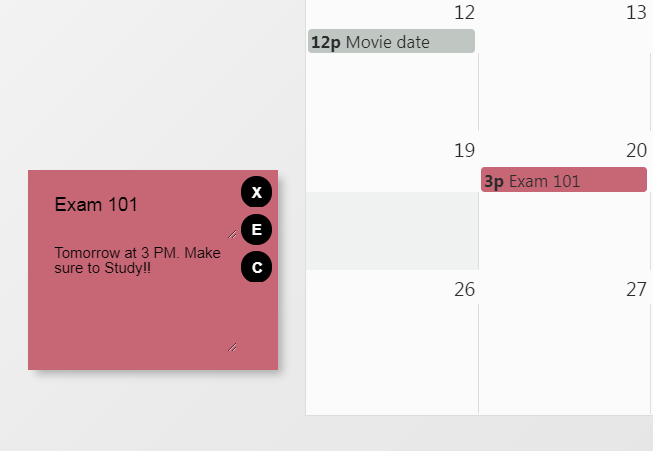 12
13
12p Movie date
19
20
3p Exam 101
26
27
Exam 101
X
E
C
Tomorrow at 3 PM. Make
sure to Study!!